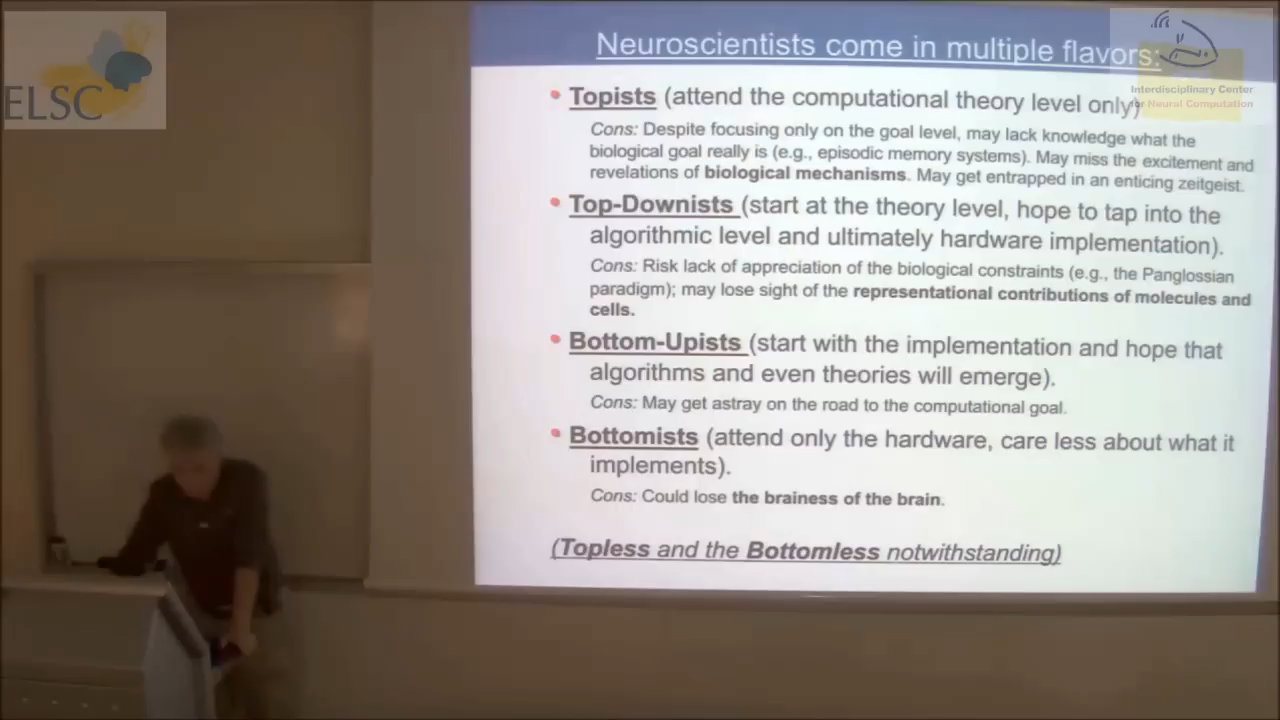 ELSC
Neuroscientists come in multiple flavors:
Interdisciplinary Center
for Neural Computation
• Topists (attend the computational theory level only)
Cons: Despite focusing only on the goal level, may lack knowledge what the
biological goal really is (e.g., episodic memory systems). May miss the excitement and
revelations of biological mechanisms. May get entrapped in an enticing zeitgeist.
• Top-Downists (start at the theory level, hope to tap into the
algorithmic level and ultimately hardware implementation).
Cons: Risk lack of appreciation of the biological constraints (e.g., the Panglossian
paradigm); may lose sight of the representational contributions of molecules and
cells.
• Bottom-Upists (start with the implementation and hope that
algorithms and even theories will emerge).
Cons: May get astray on the road to the computational goal.
• Bottomists (attend only the hardware, care less about what it
implements).
Cons: Could lose the brainess of the brain.
(Topless and the Bottomless notwithstanding)